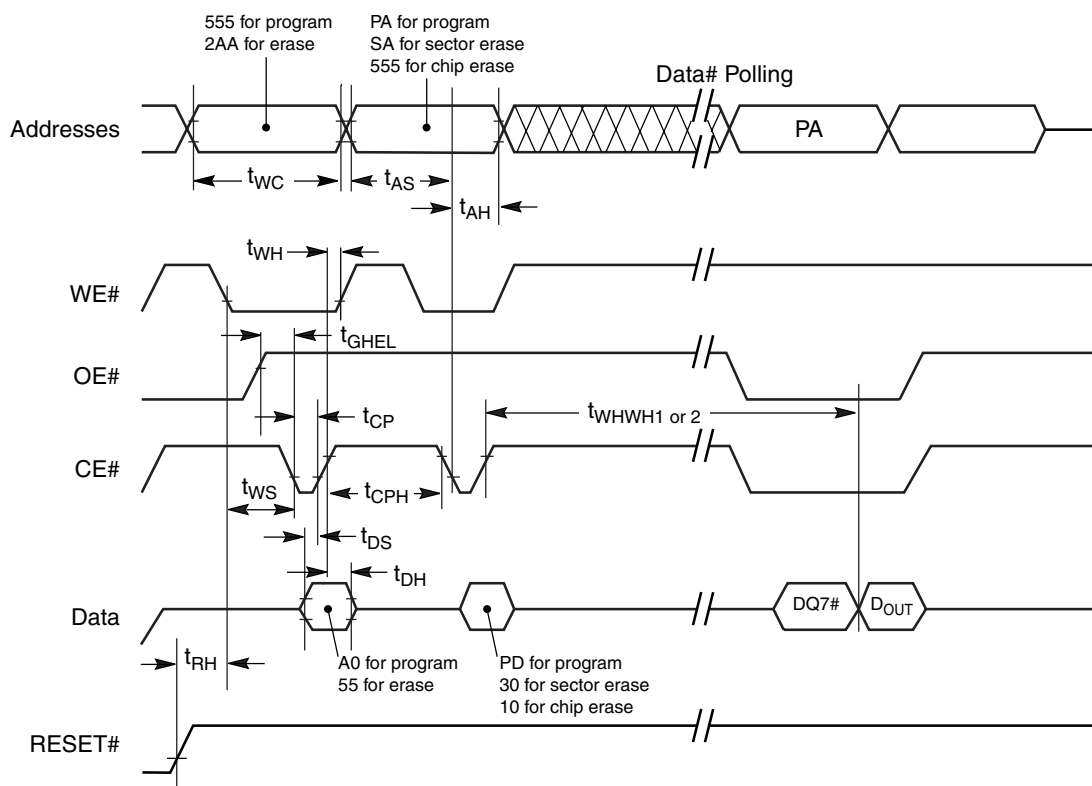 555 for program
2AA for erase
PA for program
SA for sector erase
555 for chip erase
Data# Polling
Addresses
PA
tWC
tAS
tAH
tWH
WE#
tGHEL
OE#
tWHWH1 or 2
tCP
CE#
tWS
tCPH
tDS
tDH
Data
DQ7#
DOUT
tRH
A0 for program
55 for erase
PD for program
30 for sector erase
10 for chip erase
RESET#